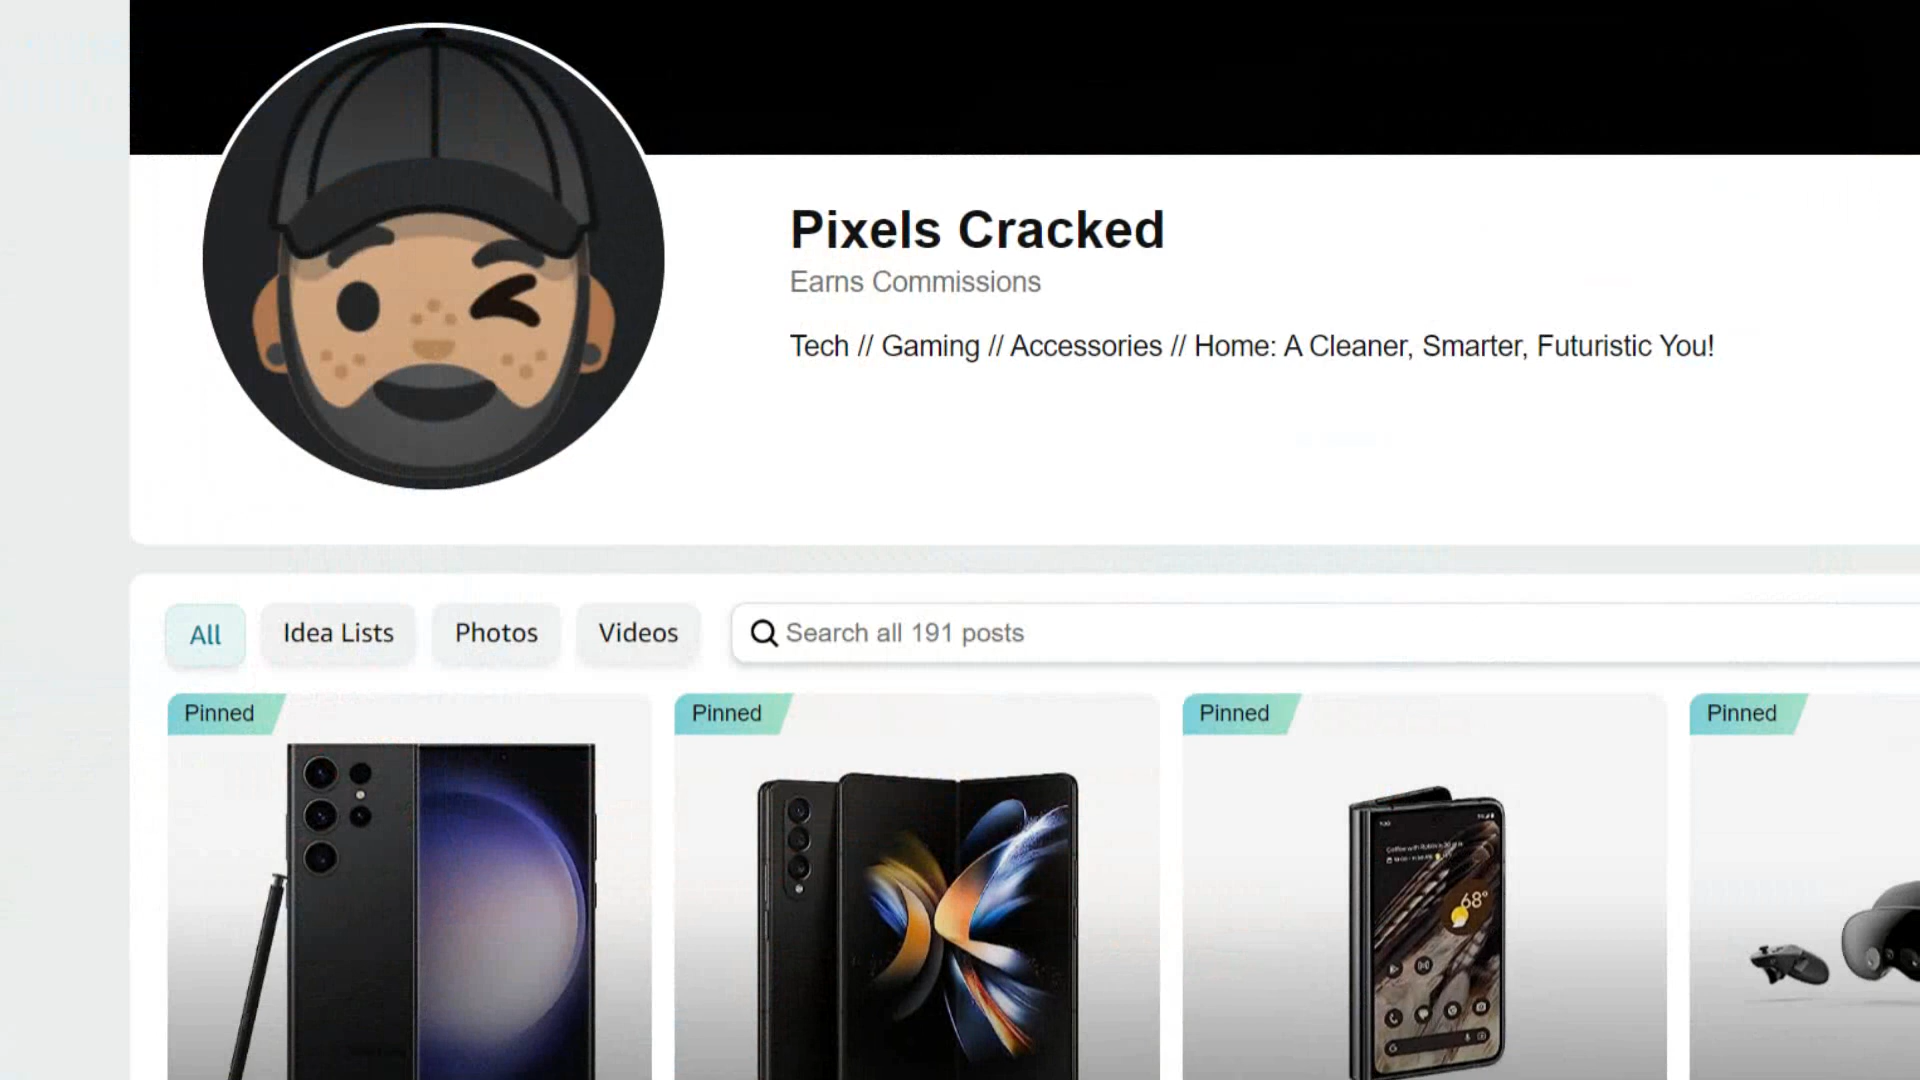 Pixels Cracked
Earns Commissions
Tech // Gaming // Accessories // Home: A Cleaner, Smarter, Futuristic You!
All
Idea Lists
Photos
Videos
Search all 191 posts
Pinned
Pinned
Pinned
Pinned
68°